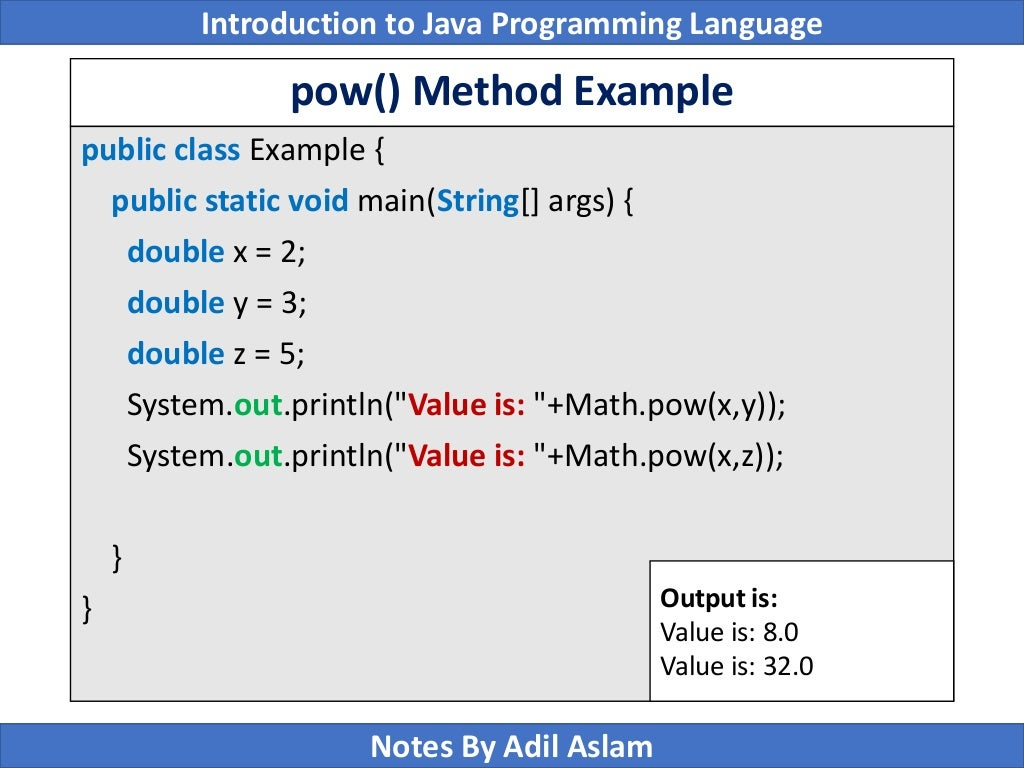 Introduction to Java Programming Language
pow() Method Example
public class Example {
public static void main(String[] args) {
double x = 2;
double y = 3;
double z = 5;
System.out.println("Value is: "+Math.pow(x,y));
System.out.println("Value is: "+Math.pow(x,z));
}
}
Output is:
Value is: 8.0
Value is: 32.0
Notes By Adil Aslam